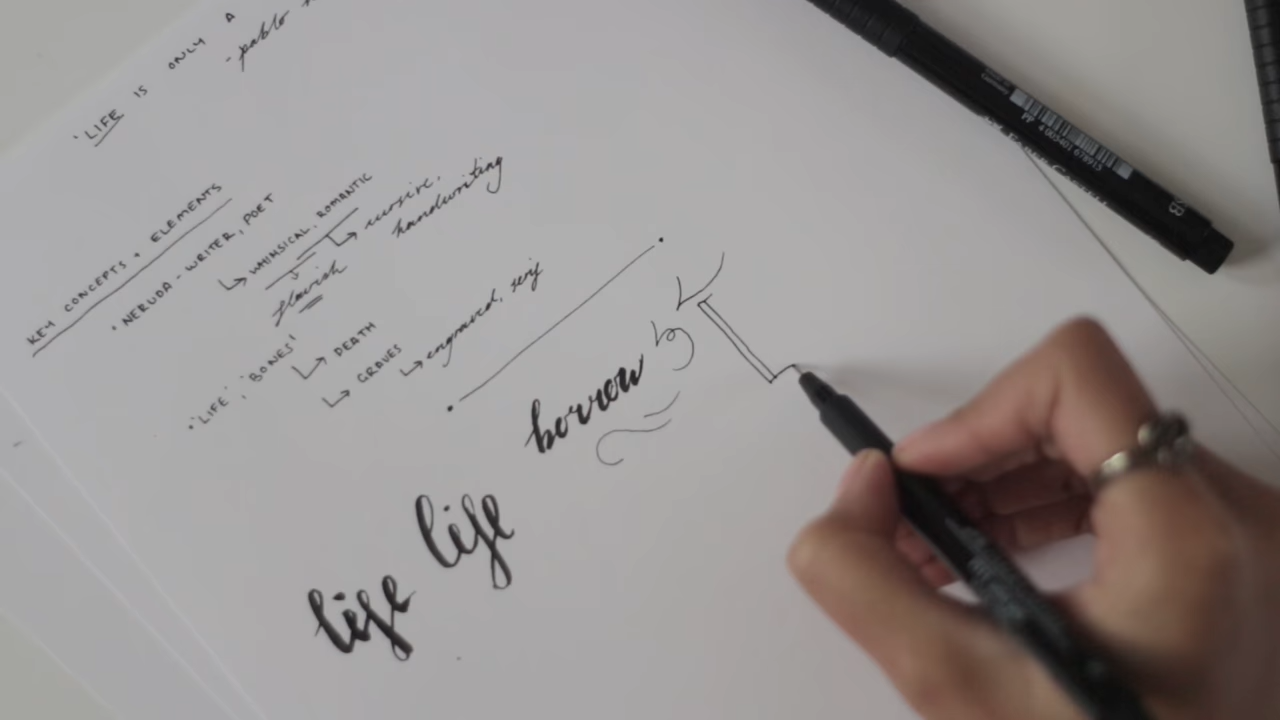 'LIFE IS ONLY A
- pablo
KEY CONCEPTS + ELEMENTS
• NERUDA - WRITER, POET
↳ WHIMSICAL, ROMANTIC
↳ cursive,
handwriting
↓
flourish
• 'LIFE', 'BONES'
↳ DEATH
↳ GRAVES
↳ engraved, serif
borrow
life
life